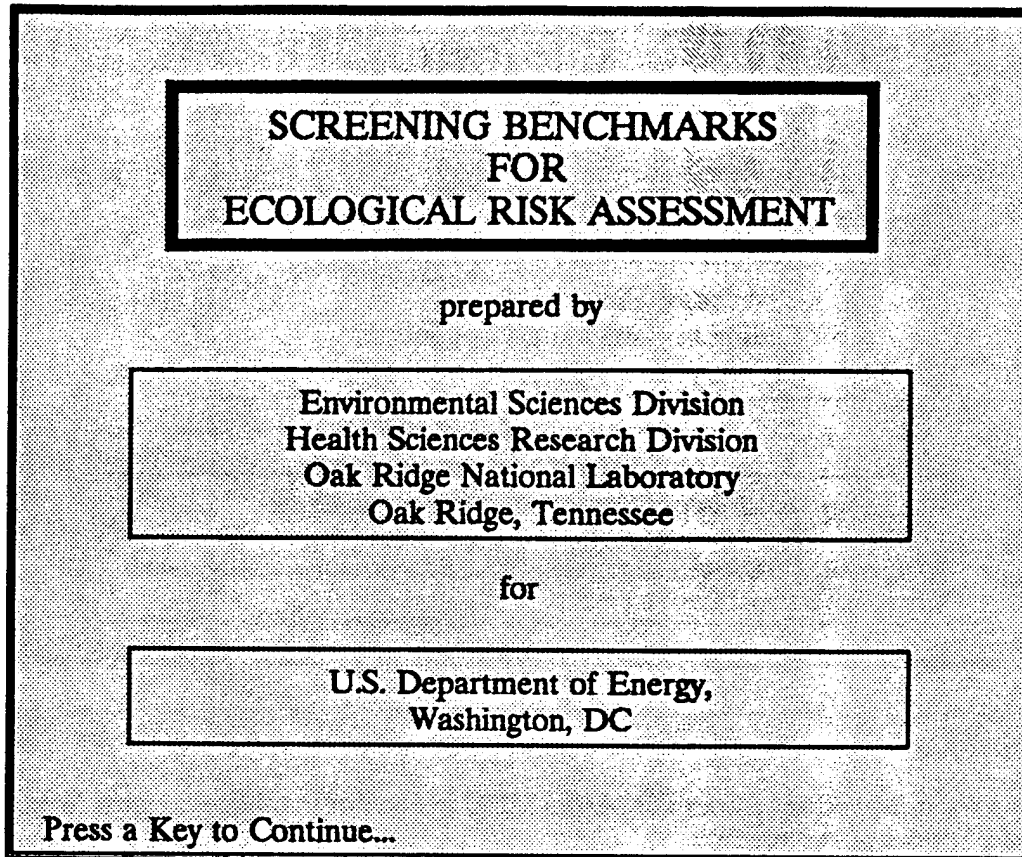 SCREENING BENCHMARKS
FOR
ECOLOGICAL RISK ASSESSMENT
prepared by
Environmental Sciences Division
Health Sciences Research Division
Oak Ridge National Laboratory
Oak Ridge, Tennessee
for
U.S. Department of Energy,
Washington, DC
Press a Key to Continue...